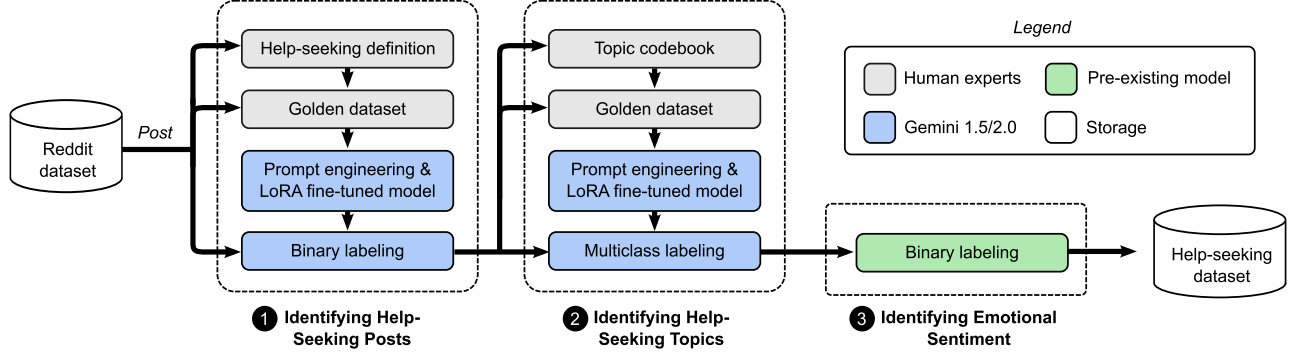 Reddit
dataset
Post
Help-seeking definition
Golden dataset
Prompt engineering &
LoRA fine-tuned model
Binary labeling
1 Identifying Help-
Seeking Posts
Topic codebook
Golden dataset
Prompt engineering &
LoRA fine-tuned model
Multiclass labeling
2 Identifying Help-
Seeking Topics
Binary labeling
3 Identifying Emotional
Sentiment
Help-seeking
dataset
Legend
Human experts
Pre-existing model
Gemini 1.5/2.0
Storage